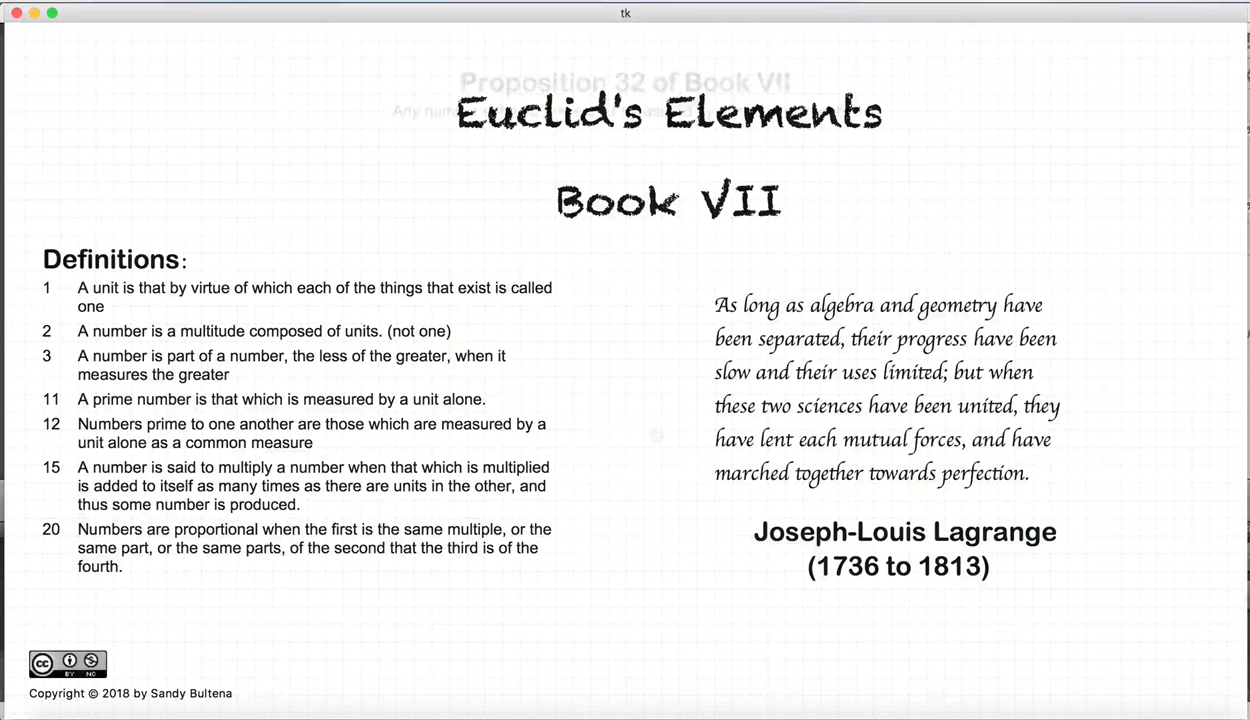 tk
Proposition 32 of Book VII
Any num
Euclid's Elements
Book VII
Definitions:
1 A unit is that by virtue of which each of the things that exist is called
one
2 A number is a multitude composed of units. (not one)
3 A number is part of a number, the less of the greater, when it
measures the greater
11 A prime number is that which is measured by a unit alone.
12 Numbers prime to one another are those which are measured by a
unit alone as a common measure
15 A number is said to multiply a number when that which is multiplied
is added to itself as many times as there are units in the other, and
thus some number is produced.
20 Numbers are proportional when the first is the same multiple, or the
same part, or the same parts, of the second that the third is of the
fourth.
As long as algebra and geometry have
been separated, their progress have been
slow and their uses limited; but when
these two sciences have been united, they
have lent each mutual forces, and have
marched together towards perfection.
Joseph-Louis Lagrange
(1736 to 1813)
cc
BY NC
Copyright © 2018 by Sandy Bultena